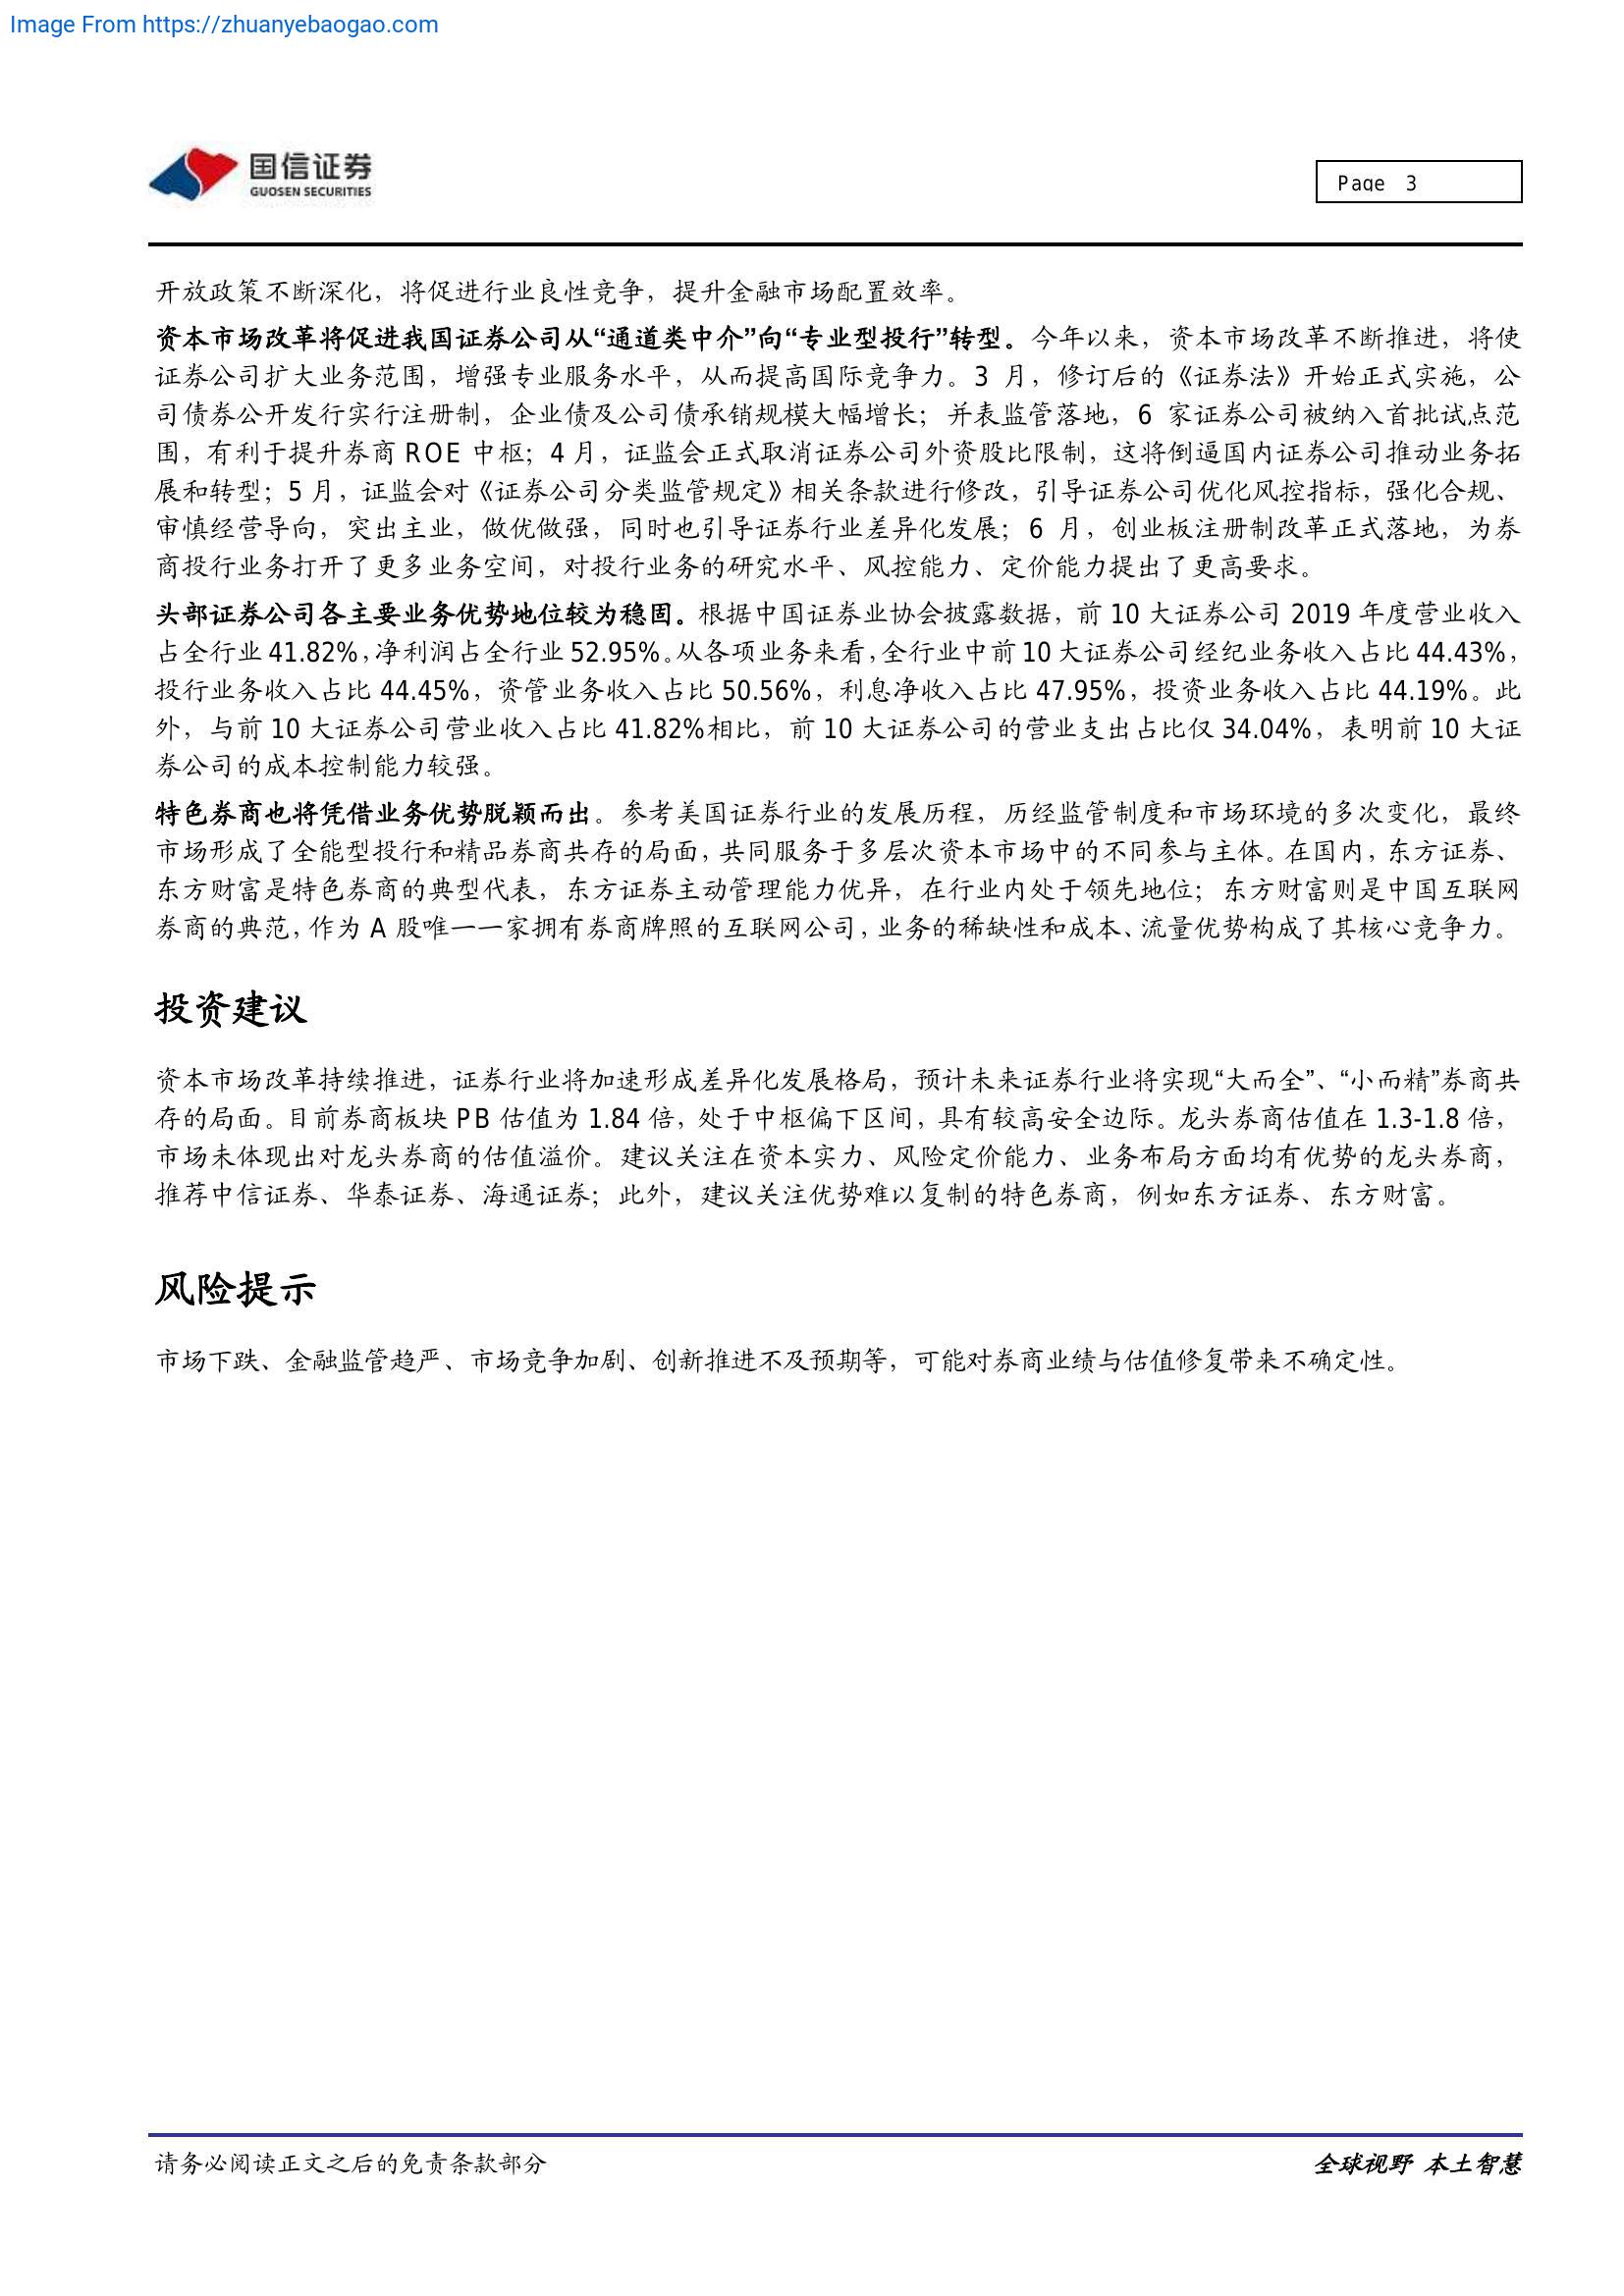 Image From https://zhuanyebaogao.com
国信证券
GUOSEN SECURITIES
Page 3
开放政策不断深化，将促进行业良性竞争，提升金融市场配置效率。
资本市场改革将促进我国证券公司从“通道类中介”向“专业型投行”转型。今年以来，资本市场改革不断推进，将使
证券公司扩大业务范围，增强专业服务水平，从而提高国际竞争力。3 月，修订后的《证券法》开始正式实施，公
司债券公开发行实行注册制，企业债及公司债承销规模大幅增长；并表监管落地，6 家证券公司被纳入首批试点范
围，有利于提升券商 ROE 中枢；4 月，证监会正式取消证券公司外资股比限制，这将倒逼国内证券公司推动业务拓
展和转型；5 月，证监会对《证券公司分类监管规定》相关条款进行修改，引导证券公司优化风控指标，强化合规、
审慎经营导向，突出主业，做优做强，同时也引导证券行业差异化发展；6 月，创业板注册制改革正式落地，为券
商投行业务打开了更多业务空间，对投行业务的研究水平、风控能力、定价能力提出了更高要求。
头部证券公司各主要业务优势地位较为稳固。根据中国证券业协会披露数据，前 10 大证券公司 2019 年度营业收入
占全行业 41.82%，净利润占全行业 52.95%。从各项业务来看，全行业中前 10 大证券公司经纪业务收入占比 44.43%，
投行业务收入占比 44.45%，资管业务收入占比 50.56%，利息净收入占比 47.95%，投资业务收入占比 44.19%。此
外，与前 10 大证券公司营业收入占比 41.82%相比，前 10 大证券公司的营业支出占比仅 34.04%，表明前 10 大证
券公司的成本控制能力较强。
特色券商也将凭借业务优势脱颖而出。参考美国证券行业的发展历程，历经监管制度和市场环境的多次变化，最终
市场形成了全能型投行和精品券商共存的局面，共同服务于多层次资本市场中的不同参与主体。在国内，东方证券、
东方财富是特色券商的典型代表，东方证券主动管理能力优异，在行业内处于领先地位；东方财富则是中国互联网
券商的典范，作为 A 股唯一一家拥有券商牌照的互联网公司，业务的稀缺性和成本、流量优势构成了其核心竞争力。
投资建议
资本市场改革持续推进，证券行业将加速形成差异化发展格局，预计未来证券行业将实现“大而全”、“小而精”券商共
存的局面。目前券商板块 PB 估值为 1.84 倍，处于中枢偏下区间，具有较高安全边际。龙头券商估值在 1.3-1.8 倍，
市场未体现出对龙头券商的估值溢价。建议关注在资本实力、风险定价能力、业务布局方面均有优势的龙头券商，
推荐中信证券、华泰证券、海通证券；此外，建议关注优势难以复制的特色券商，例如东方证券、东方财富。
风险提示
市场下跌、金融监管趋严、市场竞争加剧、创新推进不及预期等，可能对券商业绩与估值修复带来不确定性。
请务必阅读正文之后的免责条款部分
全球视野 本土智慧